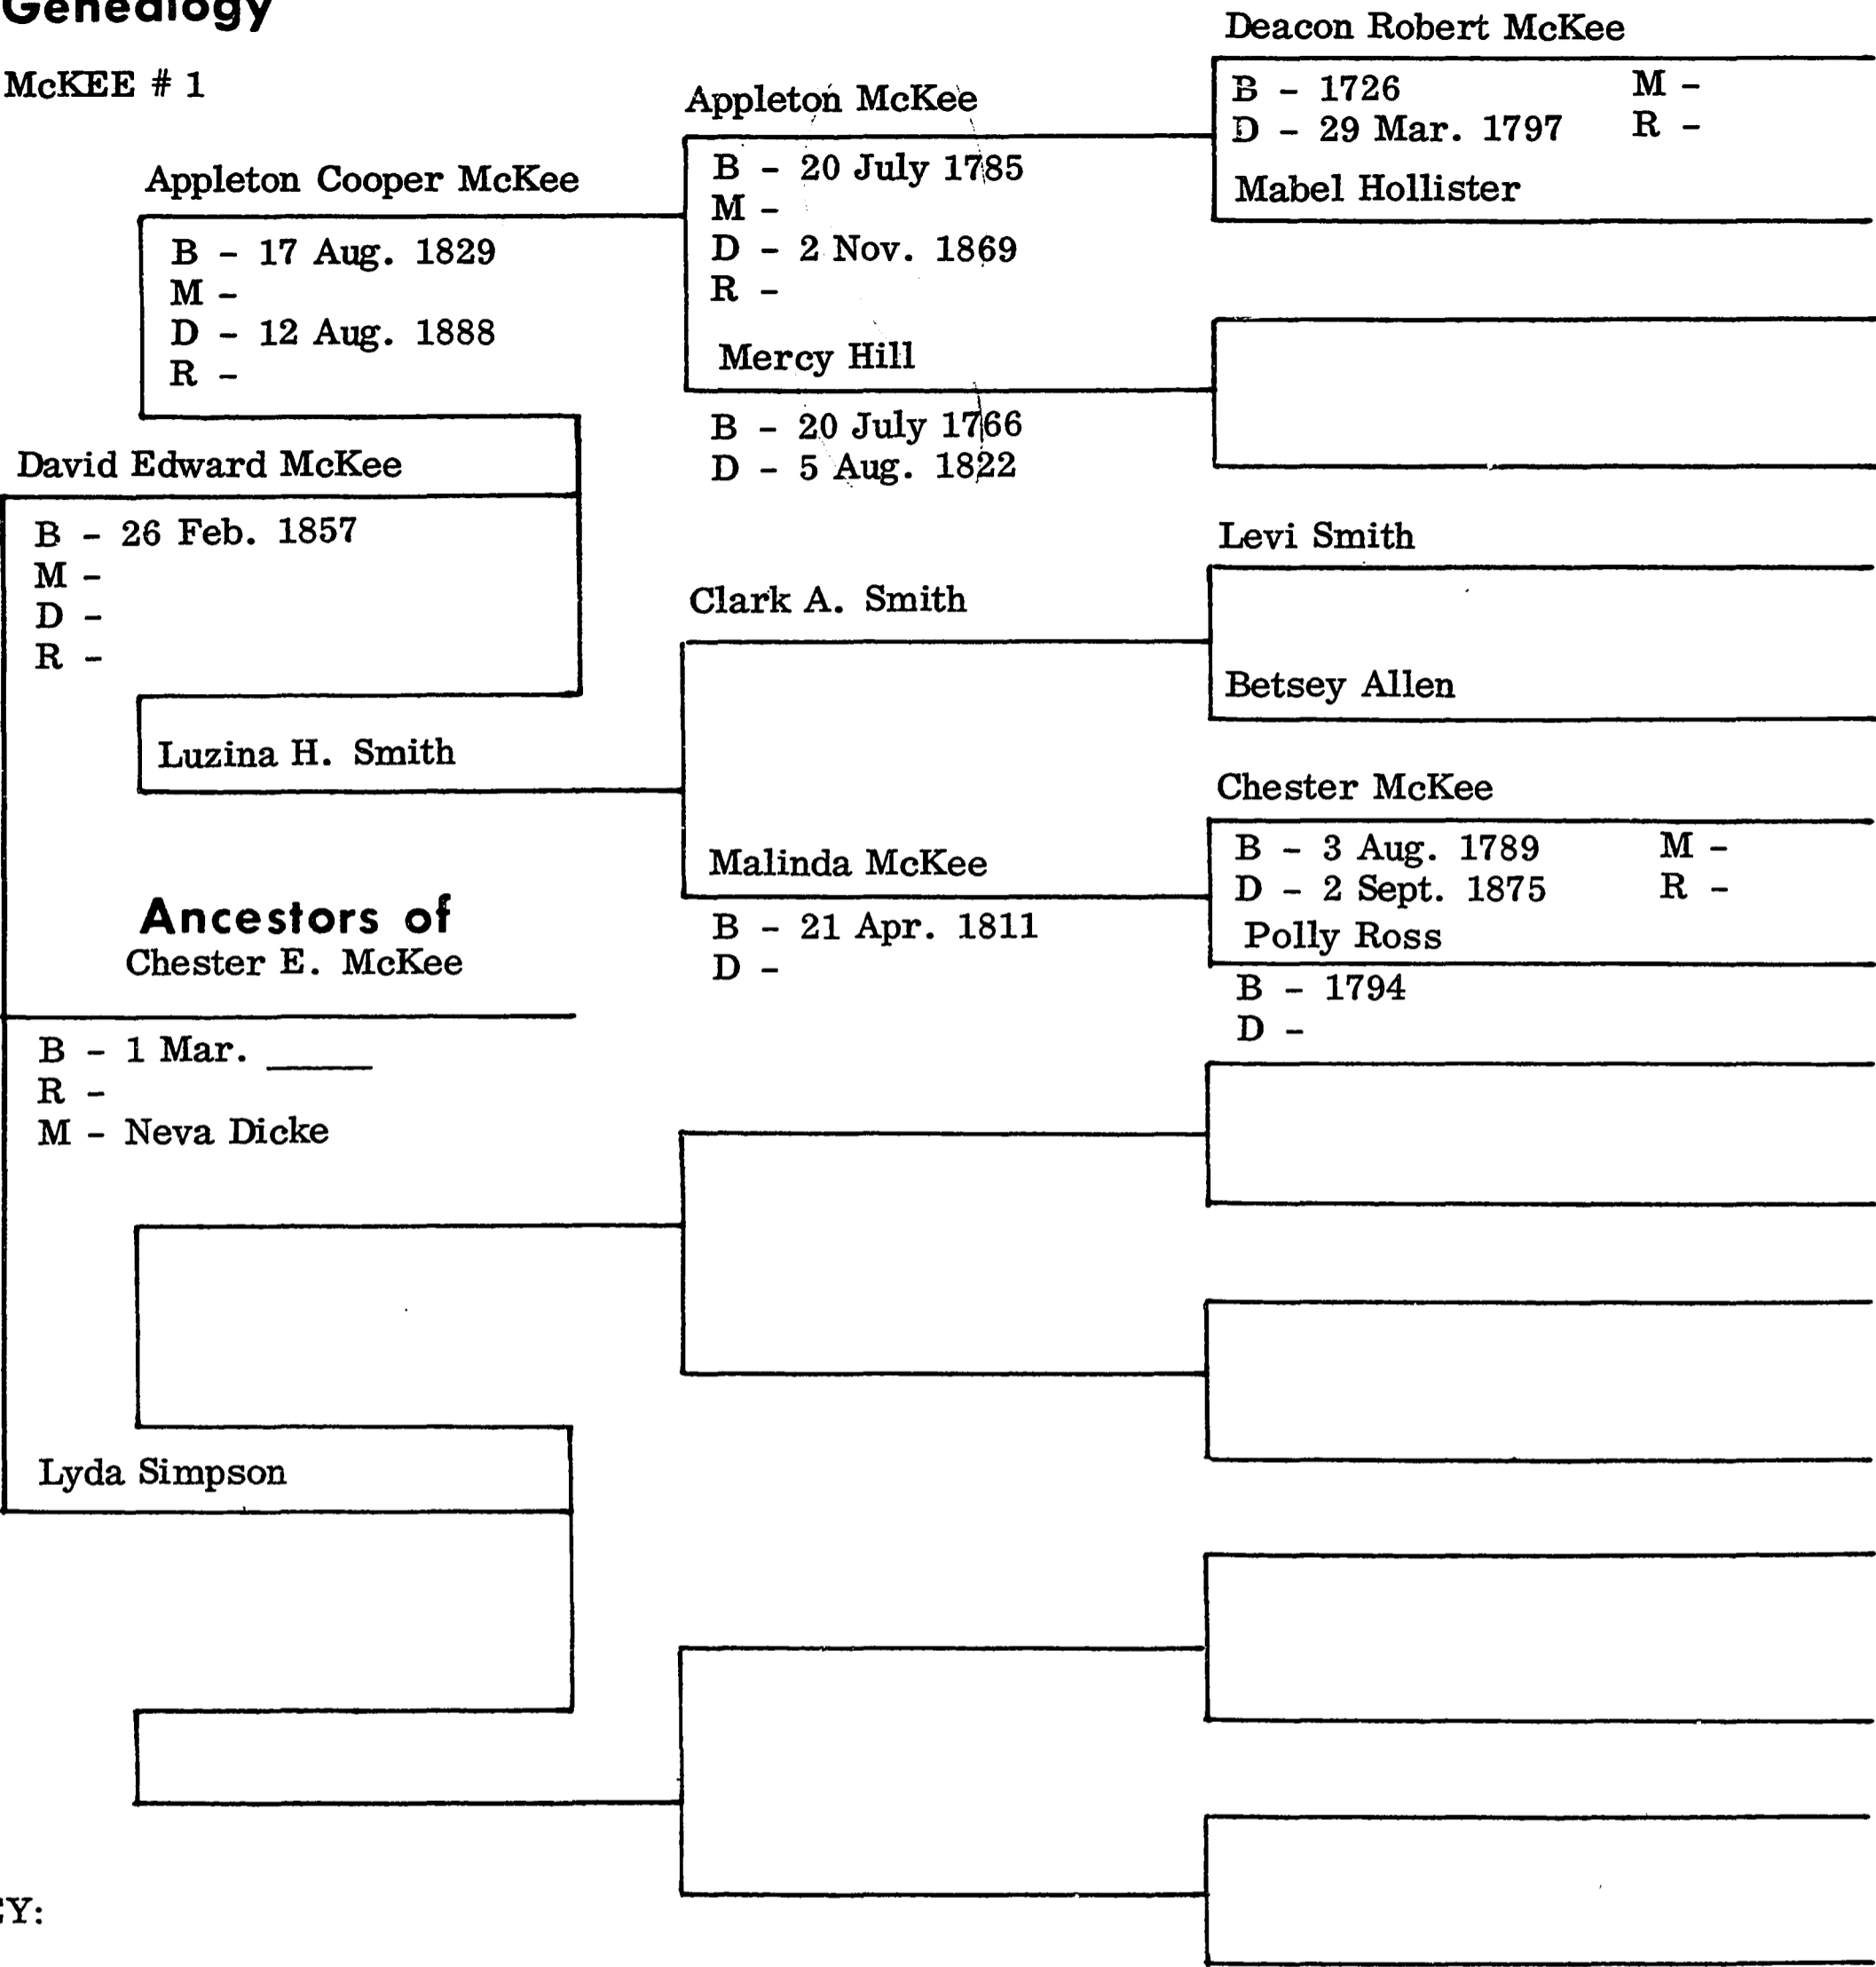 Genealogy
McKEE # 1
Appleton Cooper McKee
B - 17 Aug. 1829
M -
D - 12 Aug. 1888
R -
David Edward McKee
B - 26 Feb. 1857
M -
D -
R -
Luzina H. Smith
Ancestors of
Chester E. McKee
B - 1 Mar. _____
R -
M - Neva Dicke
Lyda Simpson
Appleton McKee
B - 20 July 1785
M -
D - 2 Nov. 1869
R -
Mercy Hill
B - 20 July 1766
D - 5 Aug. 1822
Clark A. Smith
Malinda McKee
B - 21 Apr. 1811
D -
Deacon Robert McKee
B - 1726 M -
D - 29 Mar. 1797 R -
Mabel Hollister
Levi Smith
Betsey Allen
Chester McKee
B - 3 Aug. 1789 M -
D - 2 Sept. 1875 R -
Polly Ross
B - 1794
D -
Y: